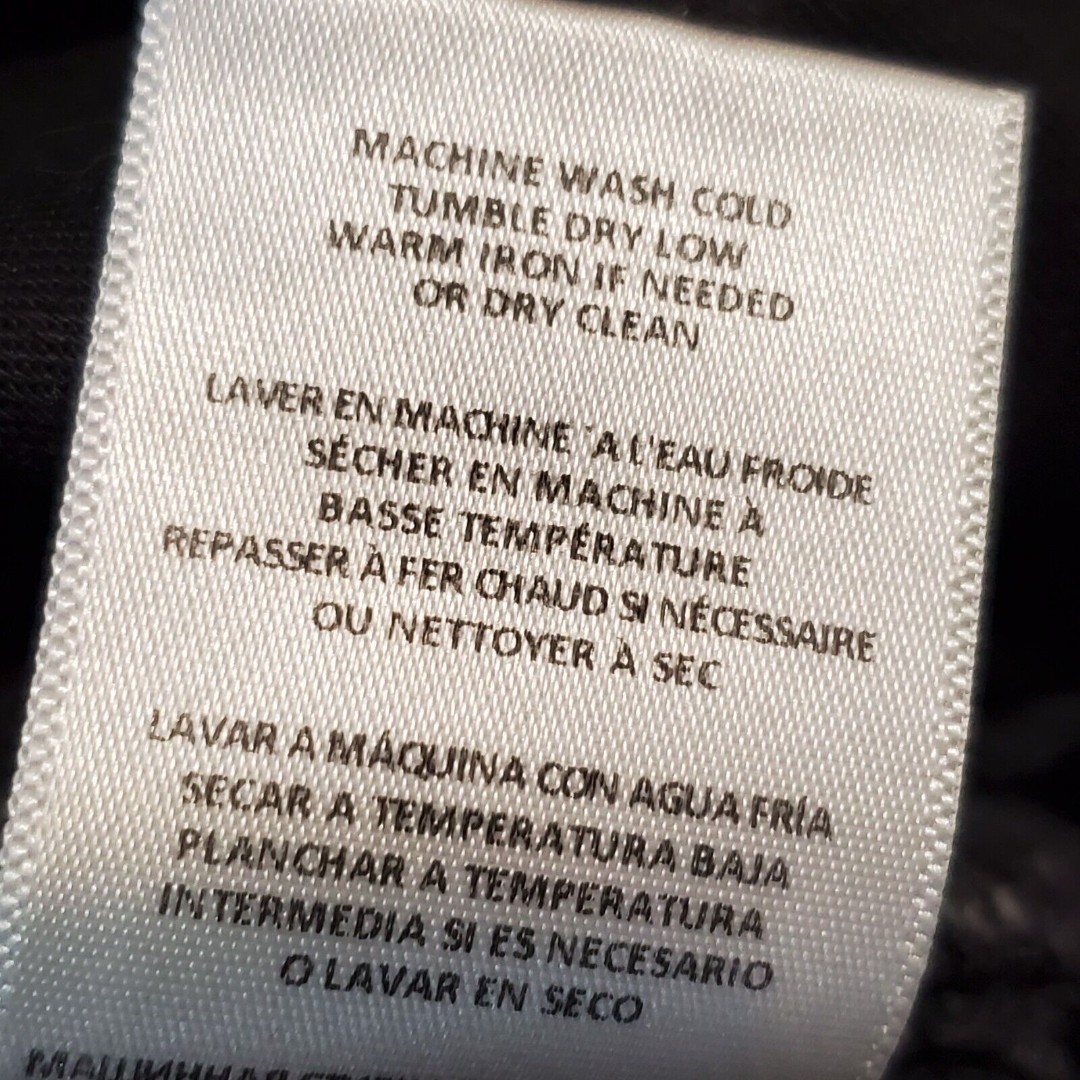 MACHINE WASH COLD
TUMBLE DRY LOW
WARM IRON IF NEEDED
OR DRY CLEAN
LAVER EN MACHINE `A L'EAU FROIDE
SÉCHER EN MACHINE À
BASSE TEMPÉRATURE
REPASSER À FER CHAUD SI NÉCESSAIRE
OU NETTOYER À SEC
LAVAR A MÁQUINA CON AGUA FRÍA
SECAR A TEMPERATURA BAJA
PLANCHAR A TEMPERATURA
INTERMEDIA SI ES NECESARIO
O LAVAR EN SECO